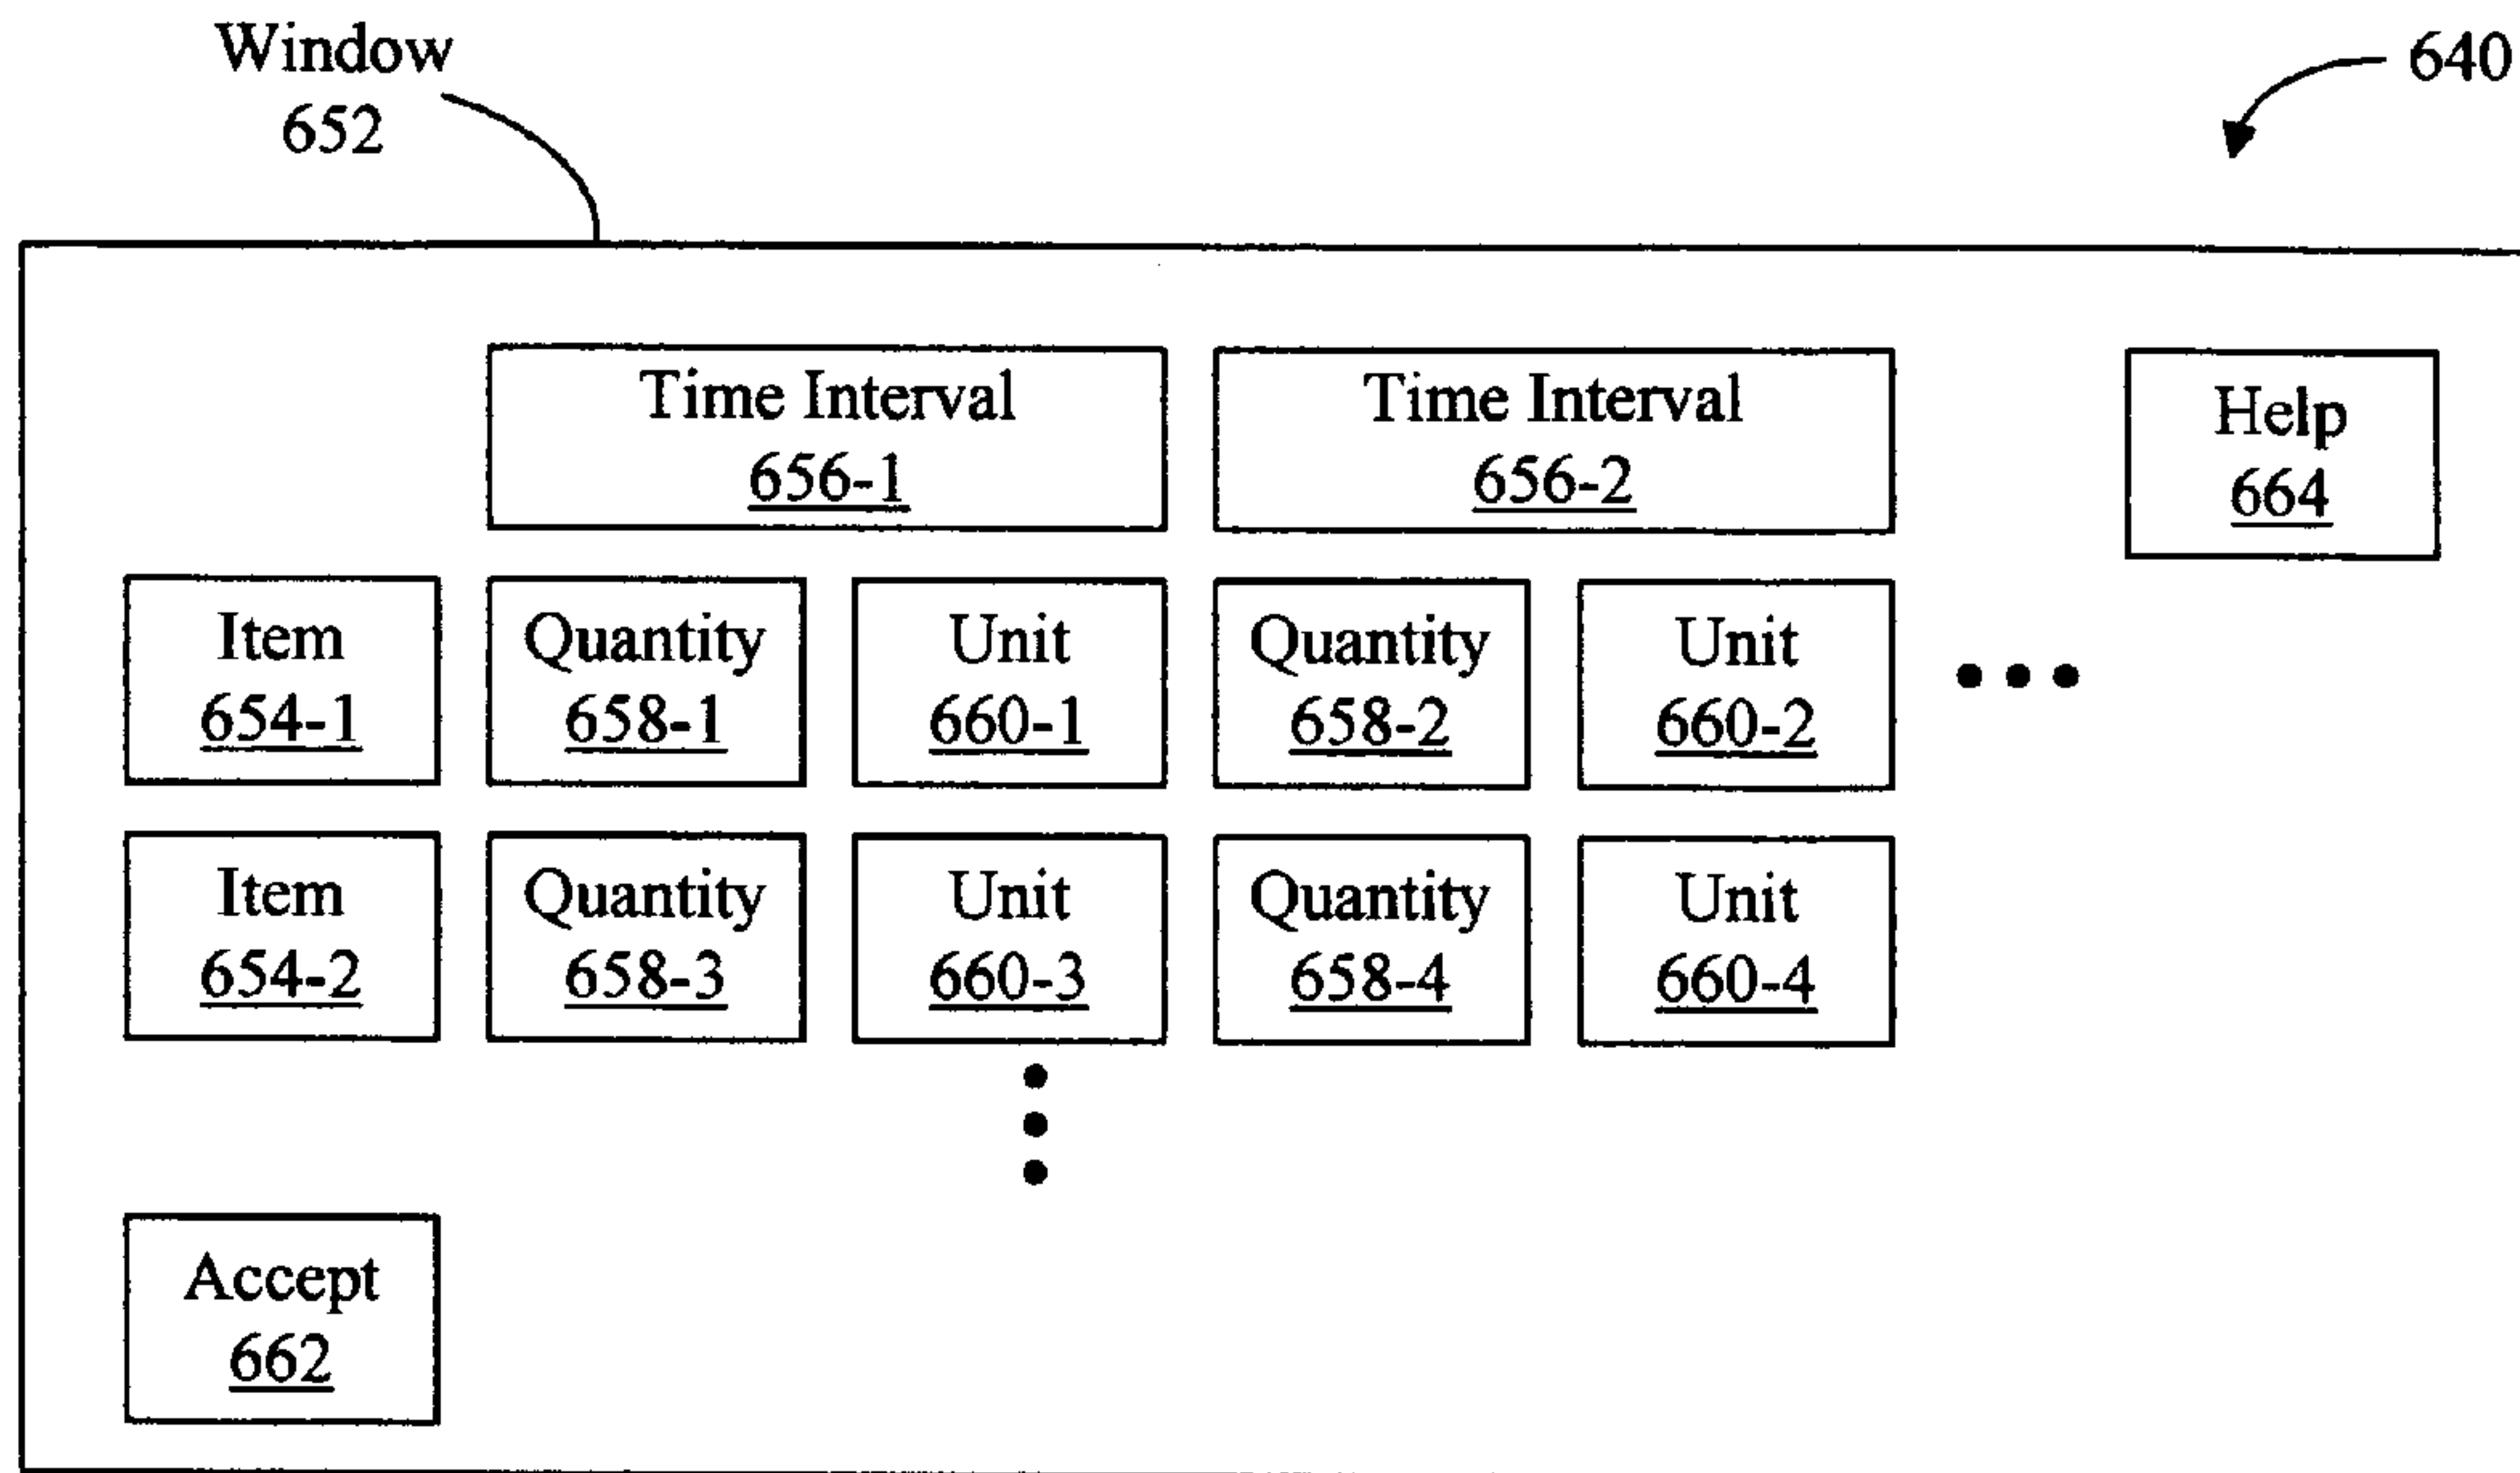 Window
652
640
Time Interval
656-1
Time Interval
656-2
Help
664
Item
654-1
Quantity
658-1
Unit
660-1
Quantity
658-2
Unit
660-2
Item
654-2
Quantity
658-3
Unit
660-3
Quantity
658-4
Unit
660-4
Accept
662